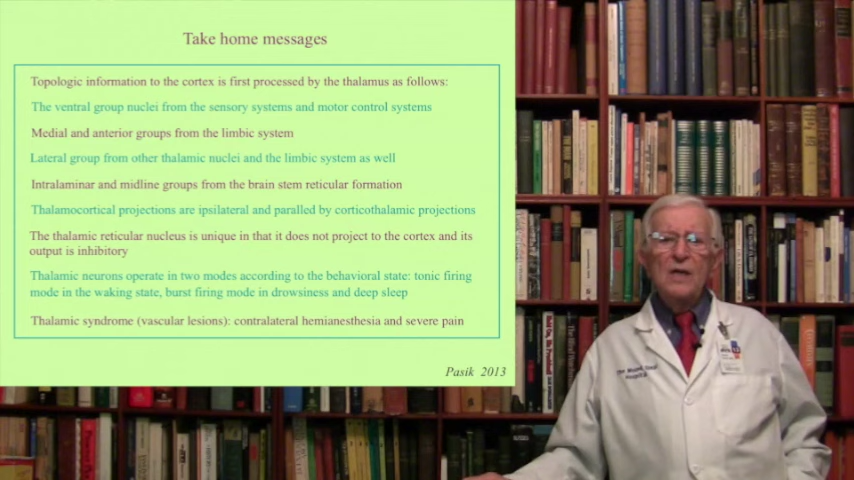 Take home messages
Topologic information to the cortex is first processed by the thalamus as follows:
The ventral group nuclei from the sensory systems and motor control systems
Medial and anterior groups from the limbic system
Lateral group from other thalamic nuclei and the limbic system as well
Intralaminar and midline groups from the brain stem reticular formation
Thalamocortical projections are ipsilateral and paralled by corticothalamic projections
The thalamic reticular nucleus is unique in that it does not project to the cortex and its
output is inhibitory
Thalamic neurons operate in two modes according to the behavioral state: tonic firing
mode in the waking state, burst firing mode in drowsiness and deep sleep
Thalamic syndrome (vascular lesions): contralateral hemianesthesia and severe pain
Pasik 2013